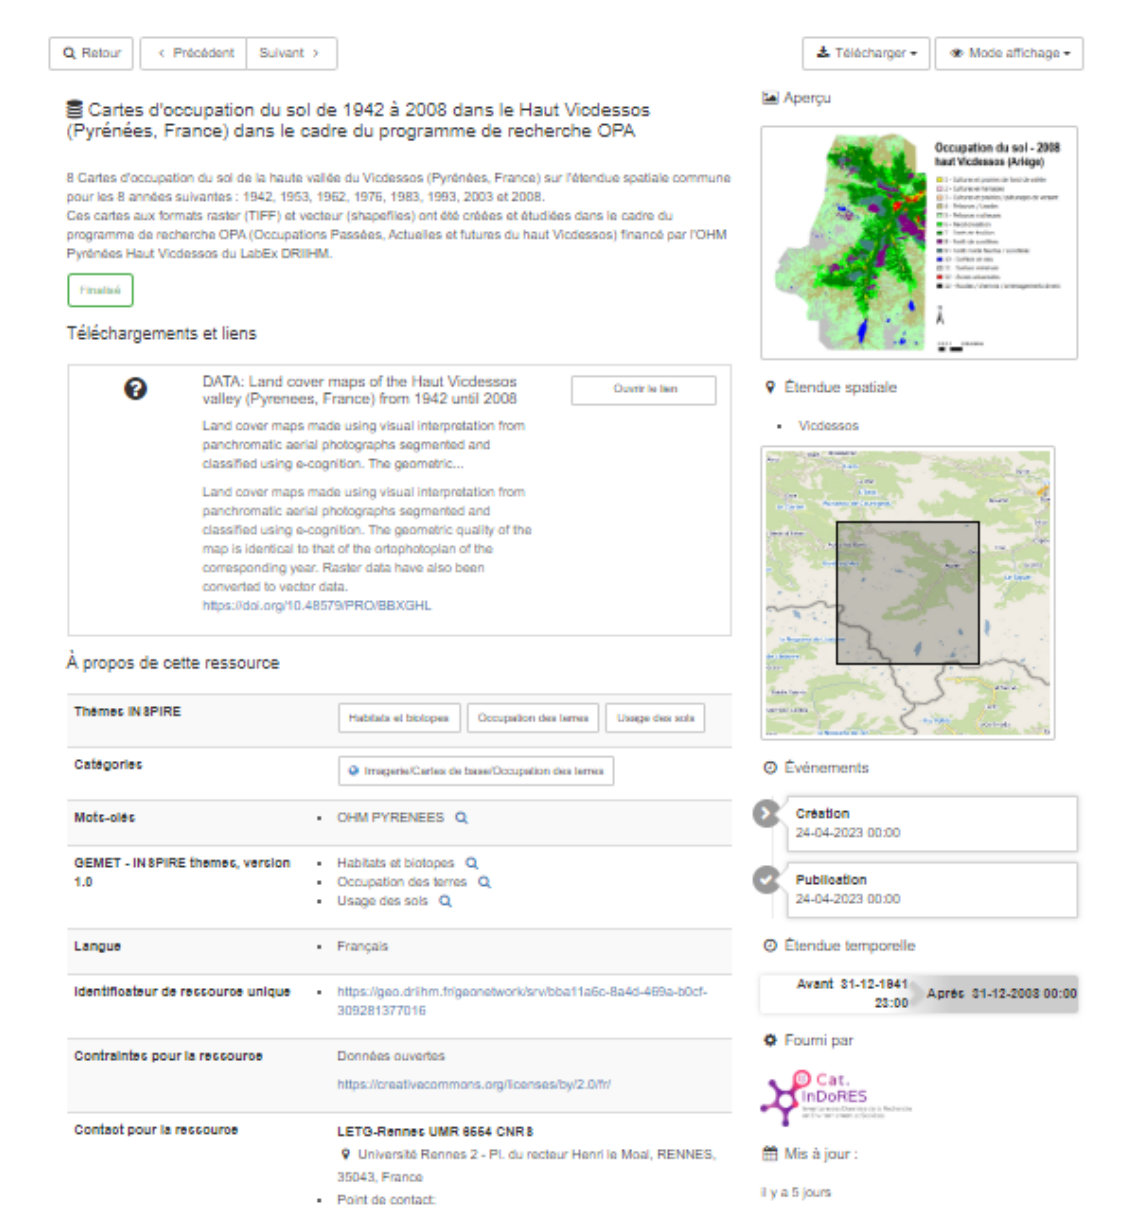 Retour
Précédent
Suivant
Télécharger
Mode affichage
Cartes d'occupation du sol de 1942 à 2008 dans le Haut Vicdessos
(Pyrénées, France) dans le cadre du programme de recherche OPA
8 Cartes d'occupation du sol de la haute vallée du Vicdessos (Pyrénées, France) sur l'étendue spatiale commune
pour les 8 années suivantes : 1942, 1953, 1962, 1976, 1983, 1993, 2003 et 2008.
Ces cartes aux formats raster (TIFF) et vecteur (shapefiles) ont été créées et étudiées dans le cadre du
programme de recherche OPA (Occupations Passées, Actuelles et futures du haut Vicdessos) financé par l'OHM
Pyrénées Haut Vicdessos du LabEx DRIIHM.
Finalisé
Téléchargements et liens
DATA: Land cover maps of the Haut Vicdessos
valley (Pyrenees, France) from 1942 until 2008
Ouvrir le lien
Land cover maps made using visual interpretation from
panchromatic aerial photographs segmented and
classified using e-cognition. The geometric...
Land cover maps made using visual interpretation from
panchromatic aerial photographs segmented and
classified using e-cognition. The geometric quality of the
map is identical to that of the ortophotoplan of the
corresponding year. Raster data have also been
converted to vector data.
https://doi.org/10.48579/PRO/BBXGHL
À propos de cette ressource
Thèmes INSPIRE
Habitats et biotopes
Occupation des terres
Usage des sols
Catégories
Imagerie/Cartes de base/Occupation des terres
Mots-clés
OHM PYRENEES
GEMET - INSPIRE themes, version
1.0
Habitats et biotopes
Occupation des terres
Usage des sols
Langue
Français
Identificateur de ressource unique
https://geo.driihm.fr/geonetwork/srv/bba11a6c-8a4d-469a-b0cf-
309281377016
Contraintes pour la ressource
Données ouvertes
https://creativecommons.org/licenses/by/2.0/fr/
Contact pour la ressource
LETG-Rennes UMR 6554 CNRS
Université Rennes 2 - Pl. du recteur Henri le Moal, RENNES,
35043, France
Point de contact:
Aperçu
Occupation du sol - 2008
haut Vicdessos (Ariège)
Étendue spatiale
Vicdessos
Événements
Création
24-04-2023 00:00
Publication
24-04-2023 00:00
Étendue temporelle
Avant 31-12-1941
23:00
Après 31-12-2008 00:00
Fourni par
Cat.
InDoRES
Mis à jour :
il y a 5 jours